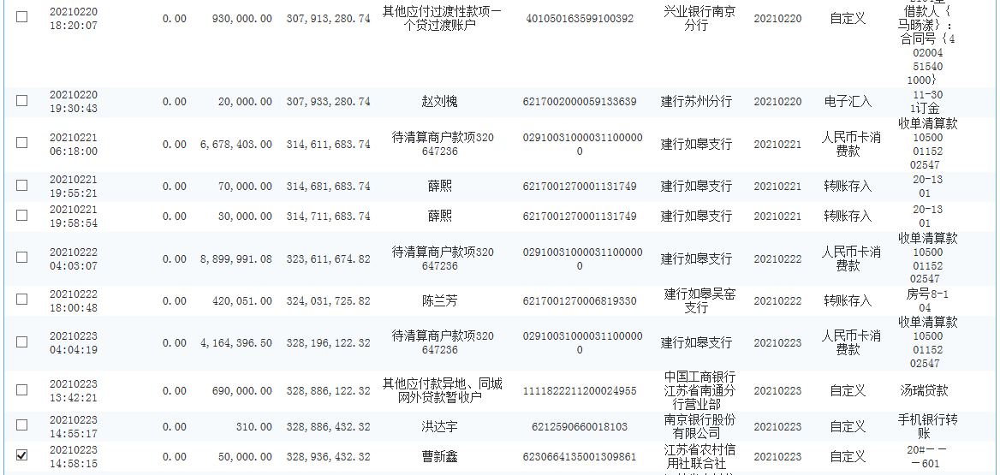 20210220 18:20:07 0.00 930,000.00 307,913,280.74 其他应付过渡性款项—个贷过渡账户 401050163599100392 兴业银行南京分行 20210220 自定义
借款人｛马旸漾｝：合同号｛402004515401000｝
20210220 19:30:43 0.00 20,000.00 307,933,280.74 赵刘槐 6217002000059133639 建行苏州分行 20210220 电子汇入 11-301订金
20210221 06:18:00 0.00 6,678,403.00 314,611,683.74 待清算商户款项320647236 029100310000311000000 建行如皋支行 20210221 人民币卡消费款 收单清算款105000115202547
20210221 19:55:21 0.00 70,000.00 314,681,683.74 薛熙 6217001270001131749 建行如皋支行 20210221 转账存入 20-1301
20210221 19:58:54 0.00 30,000.00 314,711,683.74 薛熙 6217001270001131749 建行如皋支行 20210221 转账存入 20-1301
20210222 04:03:07 0.00 8,899,991.08 323,611,674.82 待清算商户款项320647236 029100310000311000000 建行如皋支行 20210222 人民币卡消费款 收单清算款105000115202547
20210222 18:00:48 0.00 420,051.00 324,031,725.82 陈兰芳 6217001270006819330 建行如皋吴窑支行 20210222 转账存入 房号8-104
20210223 04:04:19 0.00 4,164,396.50 328,196,122.32 待清算商户款项320647236 029100310000311000000 建行如皋支行 20210223 人民币卡消费款 收单清算款105000115202547
20210223 13:42:21 0.00 690,000.00 328,886,122.32 其他应付款异地、同城网外贷款暂收户 1111822211200024955 中国工商银行江苏省南通分行营业部 20210223 自定义 汤瑞贷款
20210223 14:55:17 0.00 310.00 328,886,432.32 洪达宇 6212590660018103 南京银行股份有限公司 20210223 自定义 手机银行转账
20210223 14:58:15 0.00 50,000.00 328,936,432.32 曹新鑫 6230664135001309861 江苏省农村信用社联合社 20210223 自定义 20#－－－601